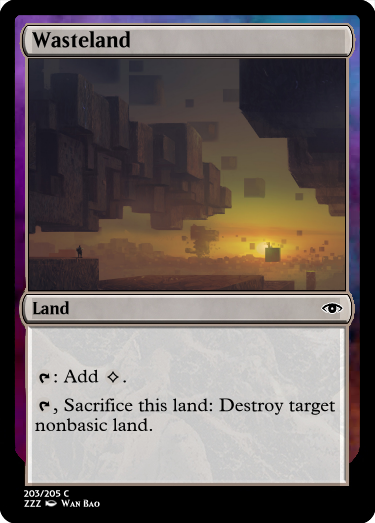 Wasteland
Land
: Add .
, Sacrifice this land: Destroy target
nonbasic land.
203/205 C
ZZZ Wan Bao